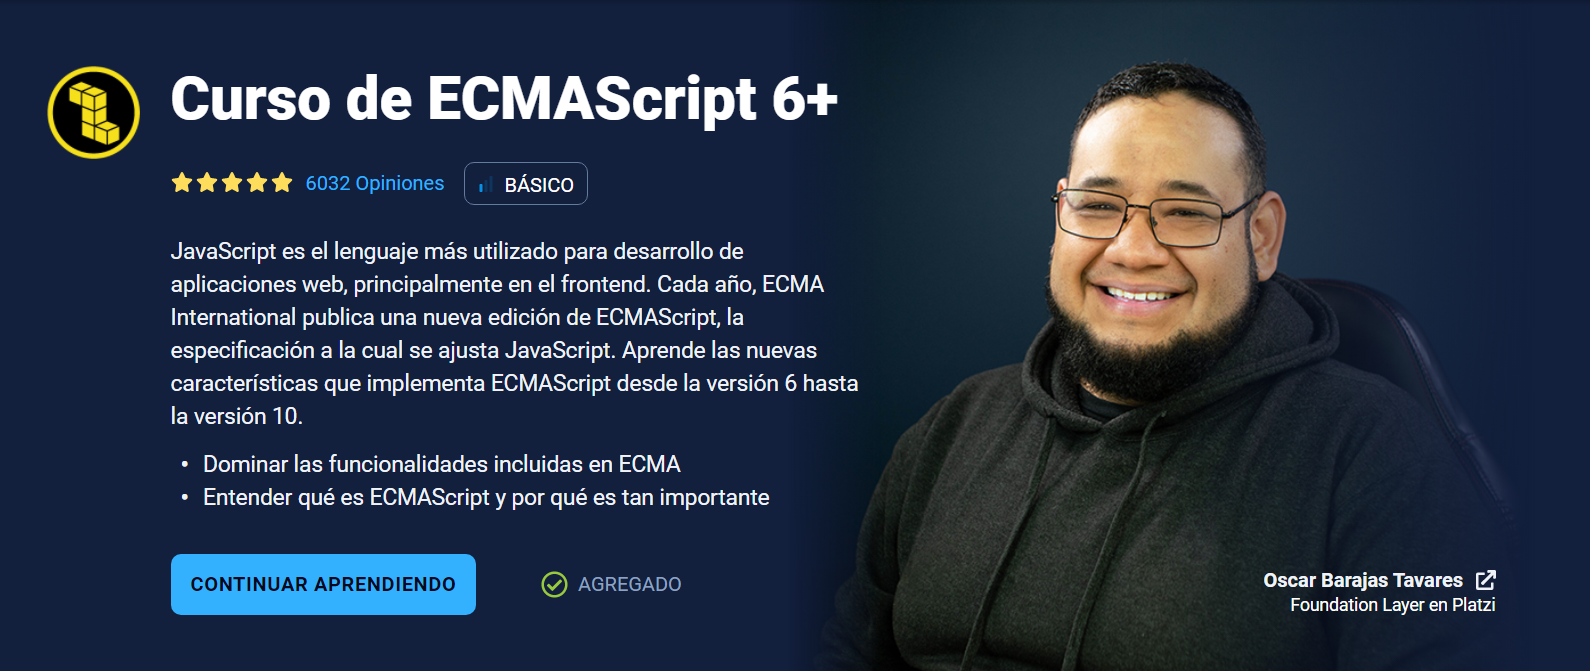 Curso de ECMAScript 6+
6032 Opiniones
BÁSICO
JavaScript es el lenguaje más utilizado para desarrollo de
aplicaciones web, principalmente en el frontend. Cada año, ECMA
International publica una nueva edición de ECMAScript, la
especificación a la cual se ajusta JavaScript. Aprende las nuevas
características que implementa ECMAScript desde la versión 6 hasta
la versión 10.
• Dominar las funcionalidades incluidas en ECMA
• Entender qué es ECMAScript y por qué es tan importante
CONTINUAR APRENDIENDO
AGREGADO
Oscar Barajas Tavares
Foundation Layer en Platzi